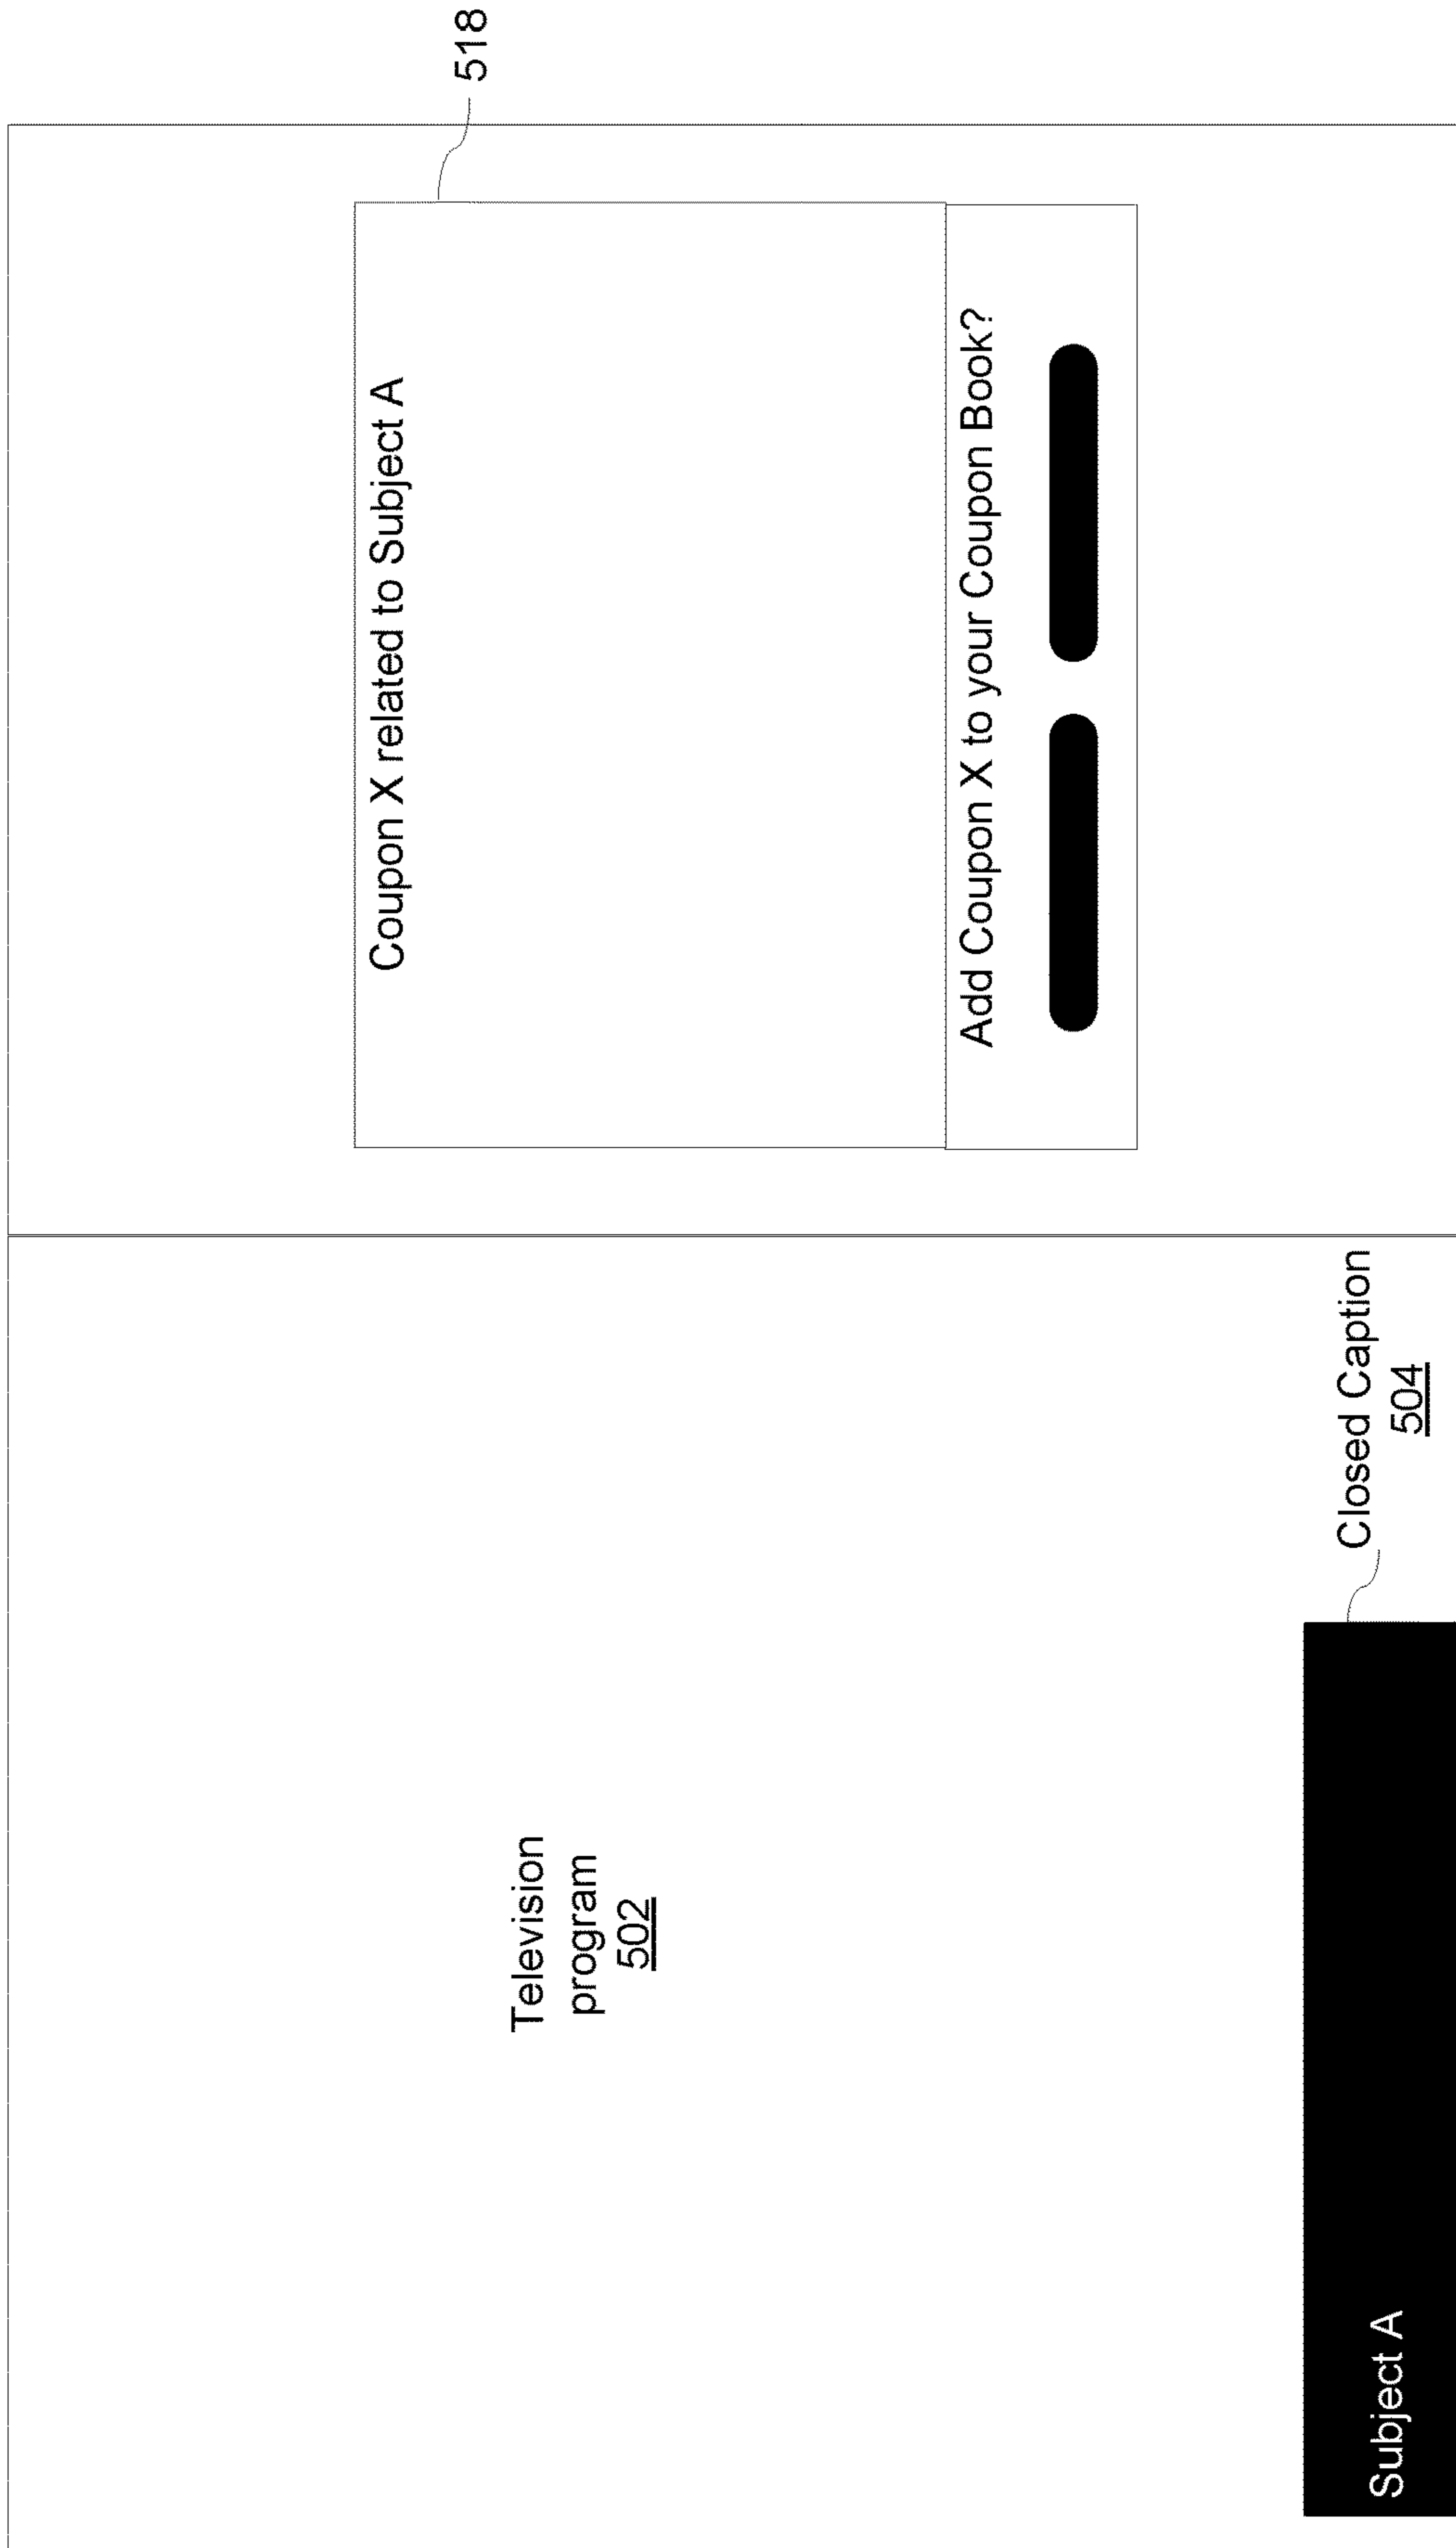 Television
program
502
Subject A
Closed Caption
504
Coupon X related to Subject A
518
Add Coupon X to your Coupon Book?